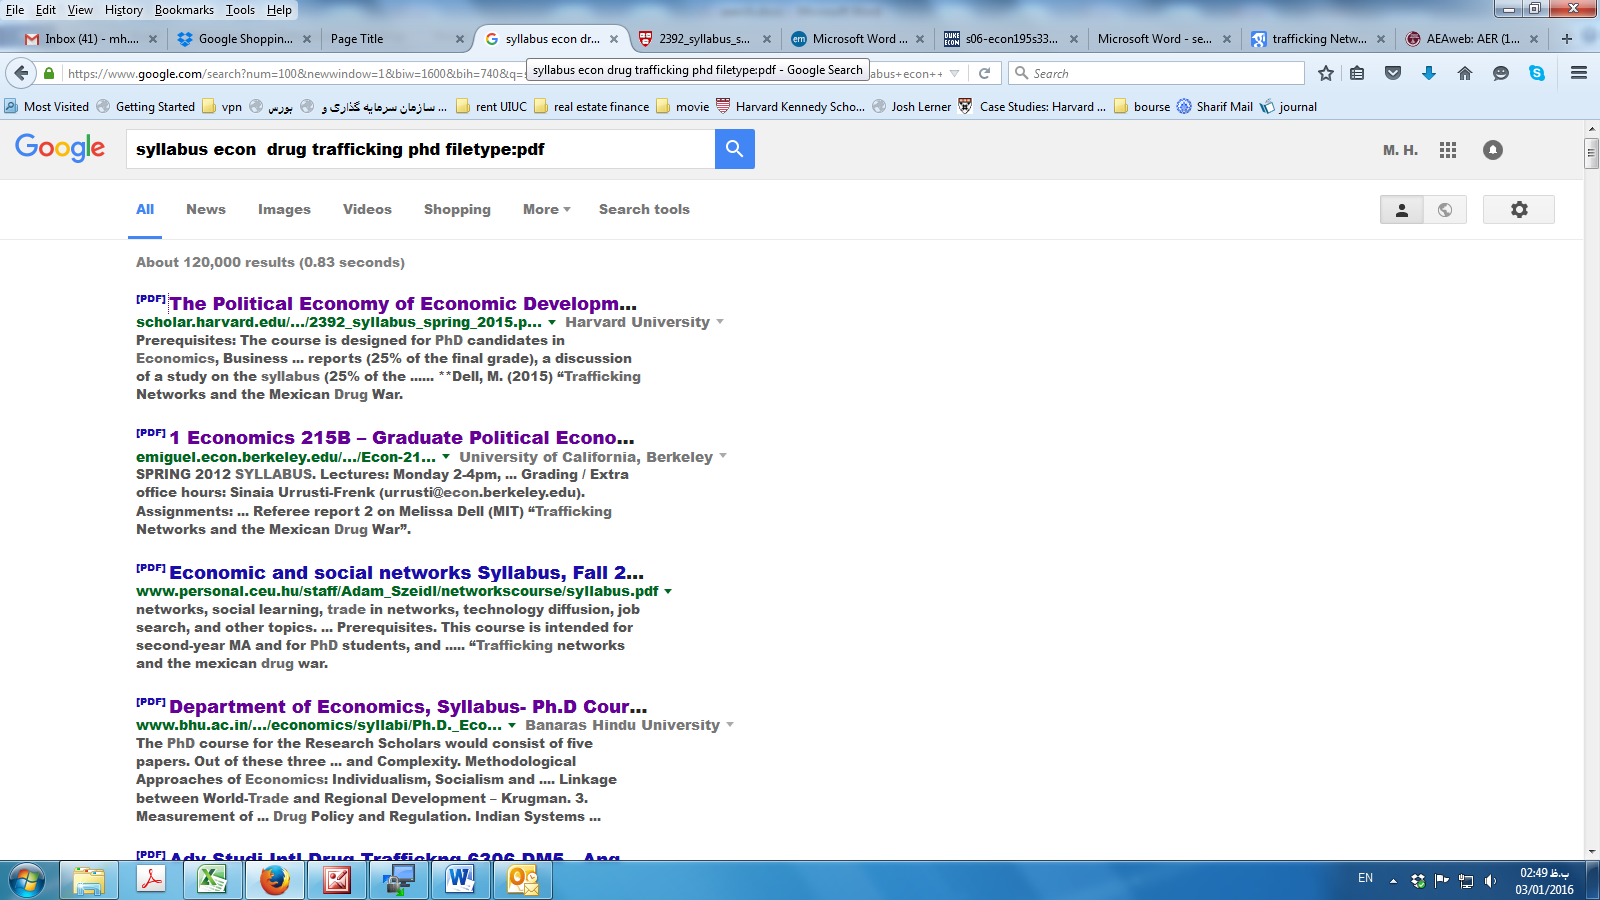 File Edit View History Bookmarks Tools Help
Inbox (41) - mh.... × Google Shoppin... × Page Title × syllabus econ dr... × 2392_syllabus_s... × Microsoft Word ... × s06-econ195s33... × Microsoft Word - se... × trafficking Netw... × AEAweb: AER (1... × +
https://www.google.com/search?num=100&newwindow=1&biw=1600&bih=740&q=s
labus+econ++
Search
syllabus econ drug trafficking phd filetype:pdf - Google Search
Most Visited Getting Started vpn بورس سازمان سرمایه گذاری و ... rent UIUC real estate finance movie Harvard Kennedy Scho... Josh Lerner Case Studies: Harvard ... bourse Sharif Mail journal
Google
syllabus econ  drug trafficking phd filetype:pdf
M. H.
All News Images Videos Shopping More Search tools
About 120,000 results (0.83 seconds)
[PDF] The Political Economy of Economic Developm...
scholar.harvard.edu/.../2392_syllabus_spring_2015.p... Harvard University
Prerequisites: The course is designed for PhD candidates in
Economics, Business ... reports (25% of the final grade), a discussion
of a study on the syllabus (25% of the ...... **Dell, M. (2015) “Trafficking
Networks and the Mexican Drug War.
[PDF] 1 Economics 215B – Graduate Political Econo...
emiguel.econ.berkeley.edu/.../Econ-21... University of California, Berkeley
SPRING 2012 SYLLABUS. Lectures: Monday 2-4pm, ... Grading / Extra
office hours: Sinaia Urrusti-Frenk (urrusti@econ.berkeley.edu).
Assignments: ... Referee report 2 on Melissa Dell (MIT) “Trafficking
Networks and the Mexican Drug War”.
[PDF] Economic and social networks Syllabus, Fall 2...
www.personal.ceu.hu/staff/Adam_Szeidl/networkscourse/syllabus.pdf
networks, social learning, trade in networks, technology diffusion, job
search, and other topics. ... Prerequisites. This course is intended for
second-year MA and for PhD students, and ..... “Trafficking networks
and the mexican drug war.
[PDF] Department of Economics, Syllabus- Ph.D Cour...
www.bhu.ac.in/.../economics/syllabi/Ph.D._Eco... Banaras Hindu University
The PhD course for the Research Scholars would consist of five
papers. Out of these three ... and Complexity. Methodological
Approaches of Economics: Individualism, Socialism and .... Linkage
between World-Trade and Regional Development – Krugman. 3.
Measurement of ... Drug Policy and Regulation. Indian Systems ...
[PDF] Adv Studi Intl Drug Traffickng 6306 DM5 - Ang...
EN
02:49 ب.ظ
03/01/2016